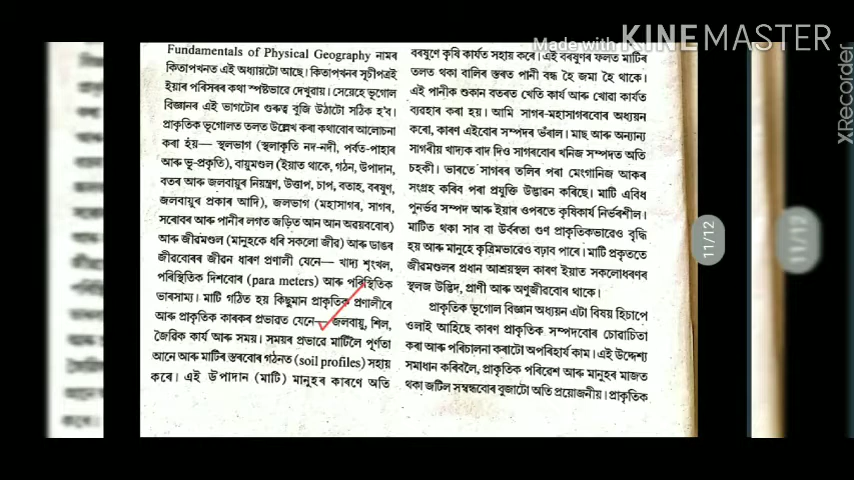 Made with KINEMASTER
XRecorder
Fundamentals of Physical Geography নামৰ
কিতাপখনত এই অধ্যায়টো আছে। কিতাপখনৰ সূচীপত্ৰই
ইয়াৰ পৰিসৰৰ কথা স্পষ্টভাৱে দেখুৱায়। সেয়েহে ভূগোল
বিজ্ঞানৰ এই ভাগটোৰ গুৰুত্ব বুজি উঠাটো সঠিক হ'ব।
প্ৰাকৃতিক ভূগোলত তলত উল্লেখ কৰা কথাবোৰ আলোচনা
কৰা হয়— স্থলভাগ (স্থলাকৃতি নদ-নদী, পৰ্বত-পাহাৰ
আৰু ভূ-প্ৰকৃতি), বায়ুমণ্ডল (ইয়াত থাকে, গঠন, উপাদান,
বতৰ আৰু জলবায়ুৰ নিয়ন্ত্ৰণ, উত্তাপ, চাপ, বতাহ, বৰষুণ,
জলবায়ুৰ প্ৰকাৰ আদি), জলভাগ (মহাসাগৰ, সাগৰ,
সৰোবৰ আৰু পানীৰ লগত জড়িত আন আন অৱয়ববোৰ)
আৰু জীৱমণ্ডল (মানুহকে ধৰি সকলো জীৱ) আৰু ডাঙৰ
জীৱবোৰৰ জীৱন ধাৰণ প্ৰণালী যেনে— খাদ্য শৃংখল,
পৰিস্থিতিক দিশবোৰ (para meters) আৰু পৰিস্থিতিক
ভাৰসাম্য। মাটি গঠিত হয় কিছুমান প্ৰাকৃতিক প্ৰণালীৰে
আৰু প্ৰাকৃতিক কাৰকৰ প্ৰভাৱত যেনে— জলবায়ু, শিল,
জৈৱিক কাৰ্য আৰু সময়। সময়ৰ প্ৰভাৱে মাটিলৈ পূৰ্ণতা
আনে আৰু মাটিৰ স্তৰবোৰ গঠনত (soil profiles) সহায়
কৰে। এই উপাদান (মাটি) মানুহৰ কাৰণে অতি
বৰষুণে কৃষি কাৰ্যত সহায় কৰে। এই বৰষুণৰ ফলত মাটিৰ
তলত থকা বালিৰ স্তৰত পানী বন্ধ হৈ জমা হৈ থাকে।
এই পানীক শুকান বতৰত খেতি কাৰ্য আৰু খোৱা কাৰ্যত
ব্যৱহাৰ কৰা হয়। আমি সাগৰ-মহাসাগৰবোৰ অধ্যয়ন
কৰো, কাৰণ এইবোৰ সম্পদৰ ভঁৰাল। মাছ আৰু অন্যান্য
সাগৰীয় খাদ্যক বাদ দিও সাগৰবোৰ খনিজ সম্পদত অতি
চহকী। ভাৰতে সাগৰৰ তলিৰ পৰা মেংগানিজ আকৰ
সংগ্ৰহ কৰিব পৰা প্ৰযুক্তি উদ্ভাৱন কৰিছে। মাটি এবিধ
পুনৰ্ভৱ সম্পদ আৰু ইয়াৰ ওপৰতে কৃষিকাৰ্য নিৰ্ভৰশীল।
মাটিত থকা সাৰ বা উৰ্বৰতা গুণ প্ৰাকৃতিকভাৱেও বৃদ্ধি
হয় আৰু মানুহে কৃত্ৰিমভাৱেও বঢ়াব পাৰে। মাটি প্ৰকৃততে
জীৱমণ্ডলৰ প্ৰধান আশ্ৰয়স্থল কাৰণ ইয়াত সকলোধৰণৰ
স্থলজ উদ্ভিদ, প্ৰাণী আৰু অণুজীৱবোৰ থাকে।
প্ৰাকৃতিক ভূগোল বিজ্ঞান অধ্যয়ন এটা বিষয় হিচাপে
ওলাই আহিছে কাৰণ প্ৰাকৃতিক সম্পদবোৰ চোৱাচিতা
কৰা আৰু পৰিচালনা কৰাটো অপৰিহাৰ্য কাম। এই উদ্দেশ্য
সমাধান কৰিবলৈ, প্ৰাকৃতিক পৰিৱেশ আৰু মানুহৰ মাজত
থকা জটিল সম্বন্ধবোৰ বুজাটো অতি প্ৰয়োজনীয়। প্ৰাকৃতিক
11/12
11/12